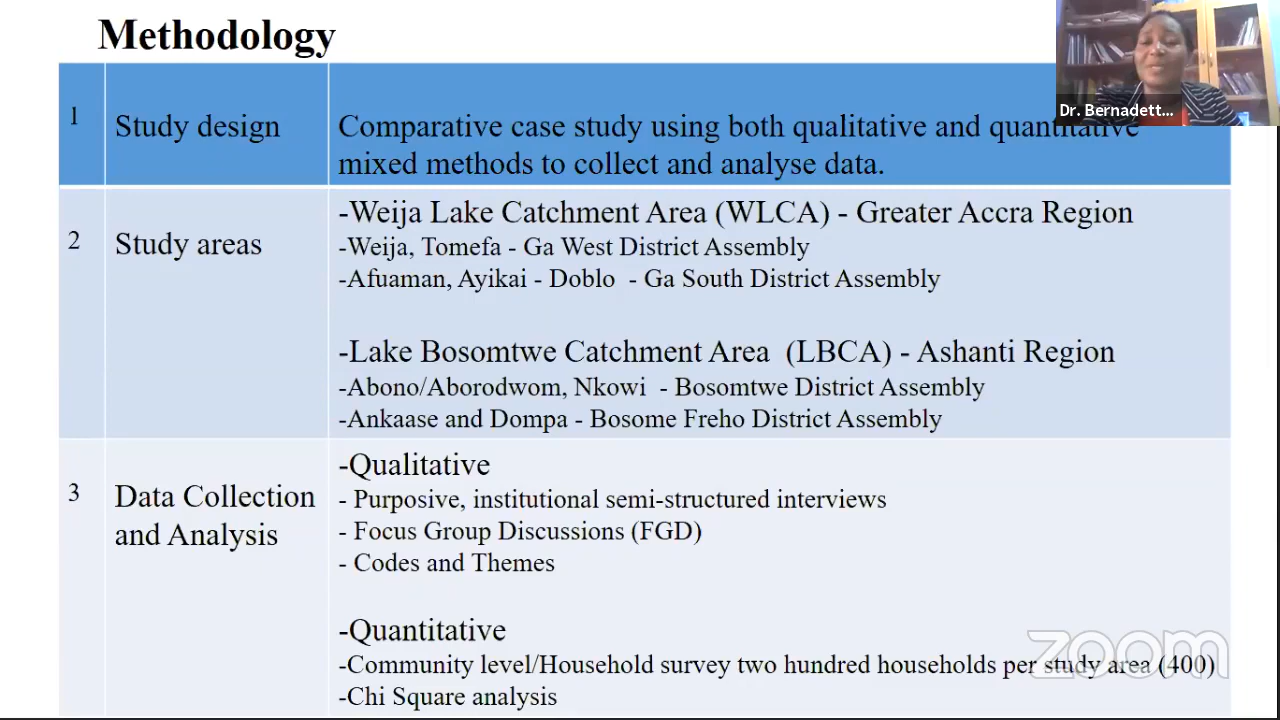 Methodology
Dr. Bernadett...
1
Study design
Comparative case study using both qualitative and quantitative
mixed methods to collect and analyse data.
2
Study areas
-Weija Lake Catchment Area (WLCA) - Greater Accra Region
-Weija, Tomefa - Ga West District Assembly
-Afuaman, Ayikai - Doblo  - Ga South District Assembly
-Lake Bosomtwe Catchment Area  (LBCA) - Ashanti Region
-Abono/Aborodwom, Nkowi  - Bosomtwe District Assembly
-Ankaase and Dompa - Bosome Freho District Assembly
3
Data Collection
and Analysis
-Qualitative
- Purposive, institutional semi-structured interviews
- Focus Group Discussions (FGD)
- Codes and Themes
-Quantitative
-Community level/Household survey two hundred households per study area (400)
-Chi Square analysis
zoom